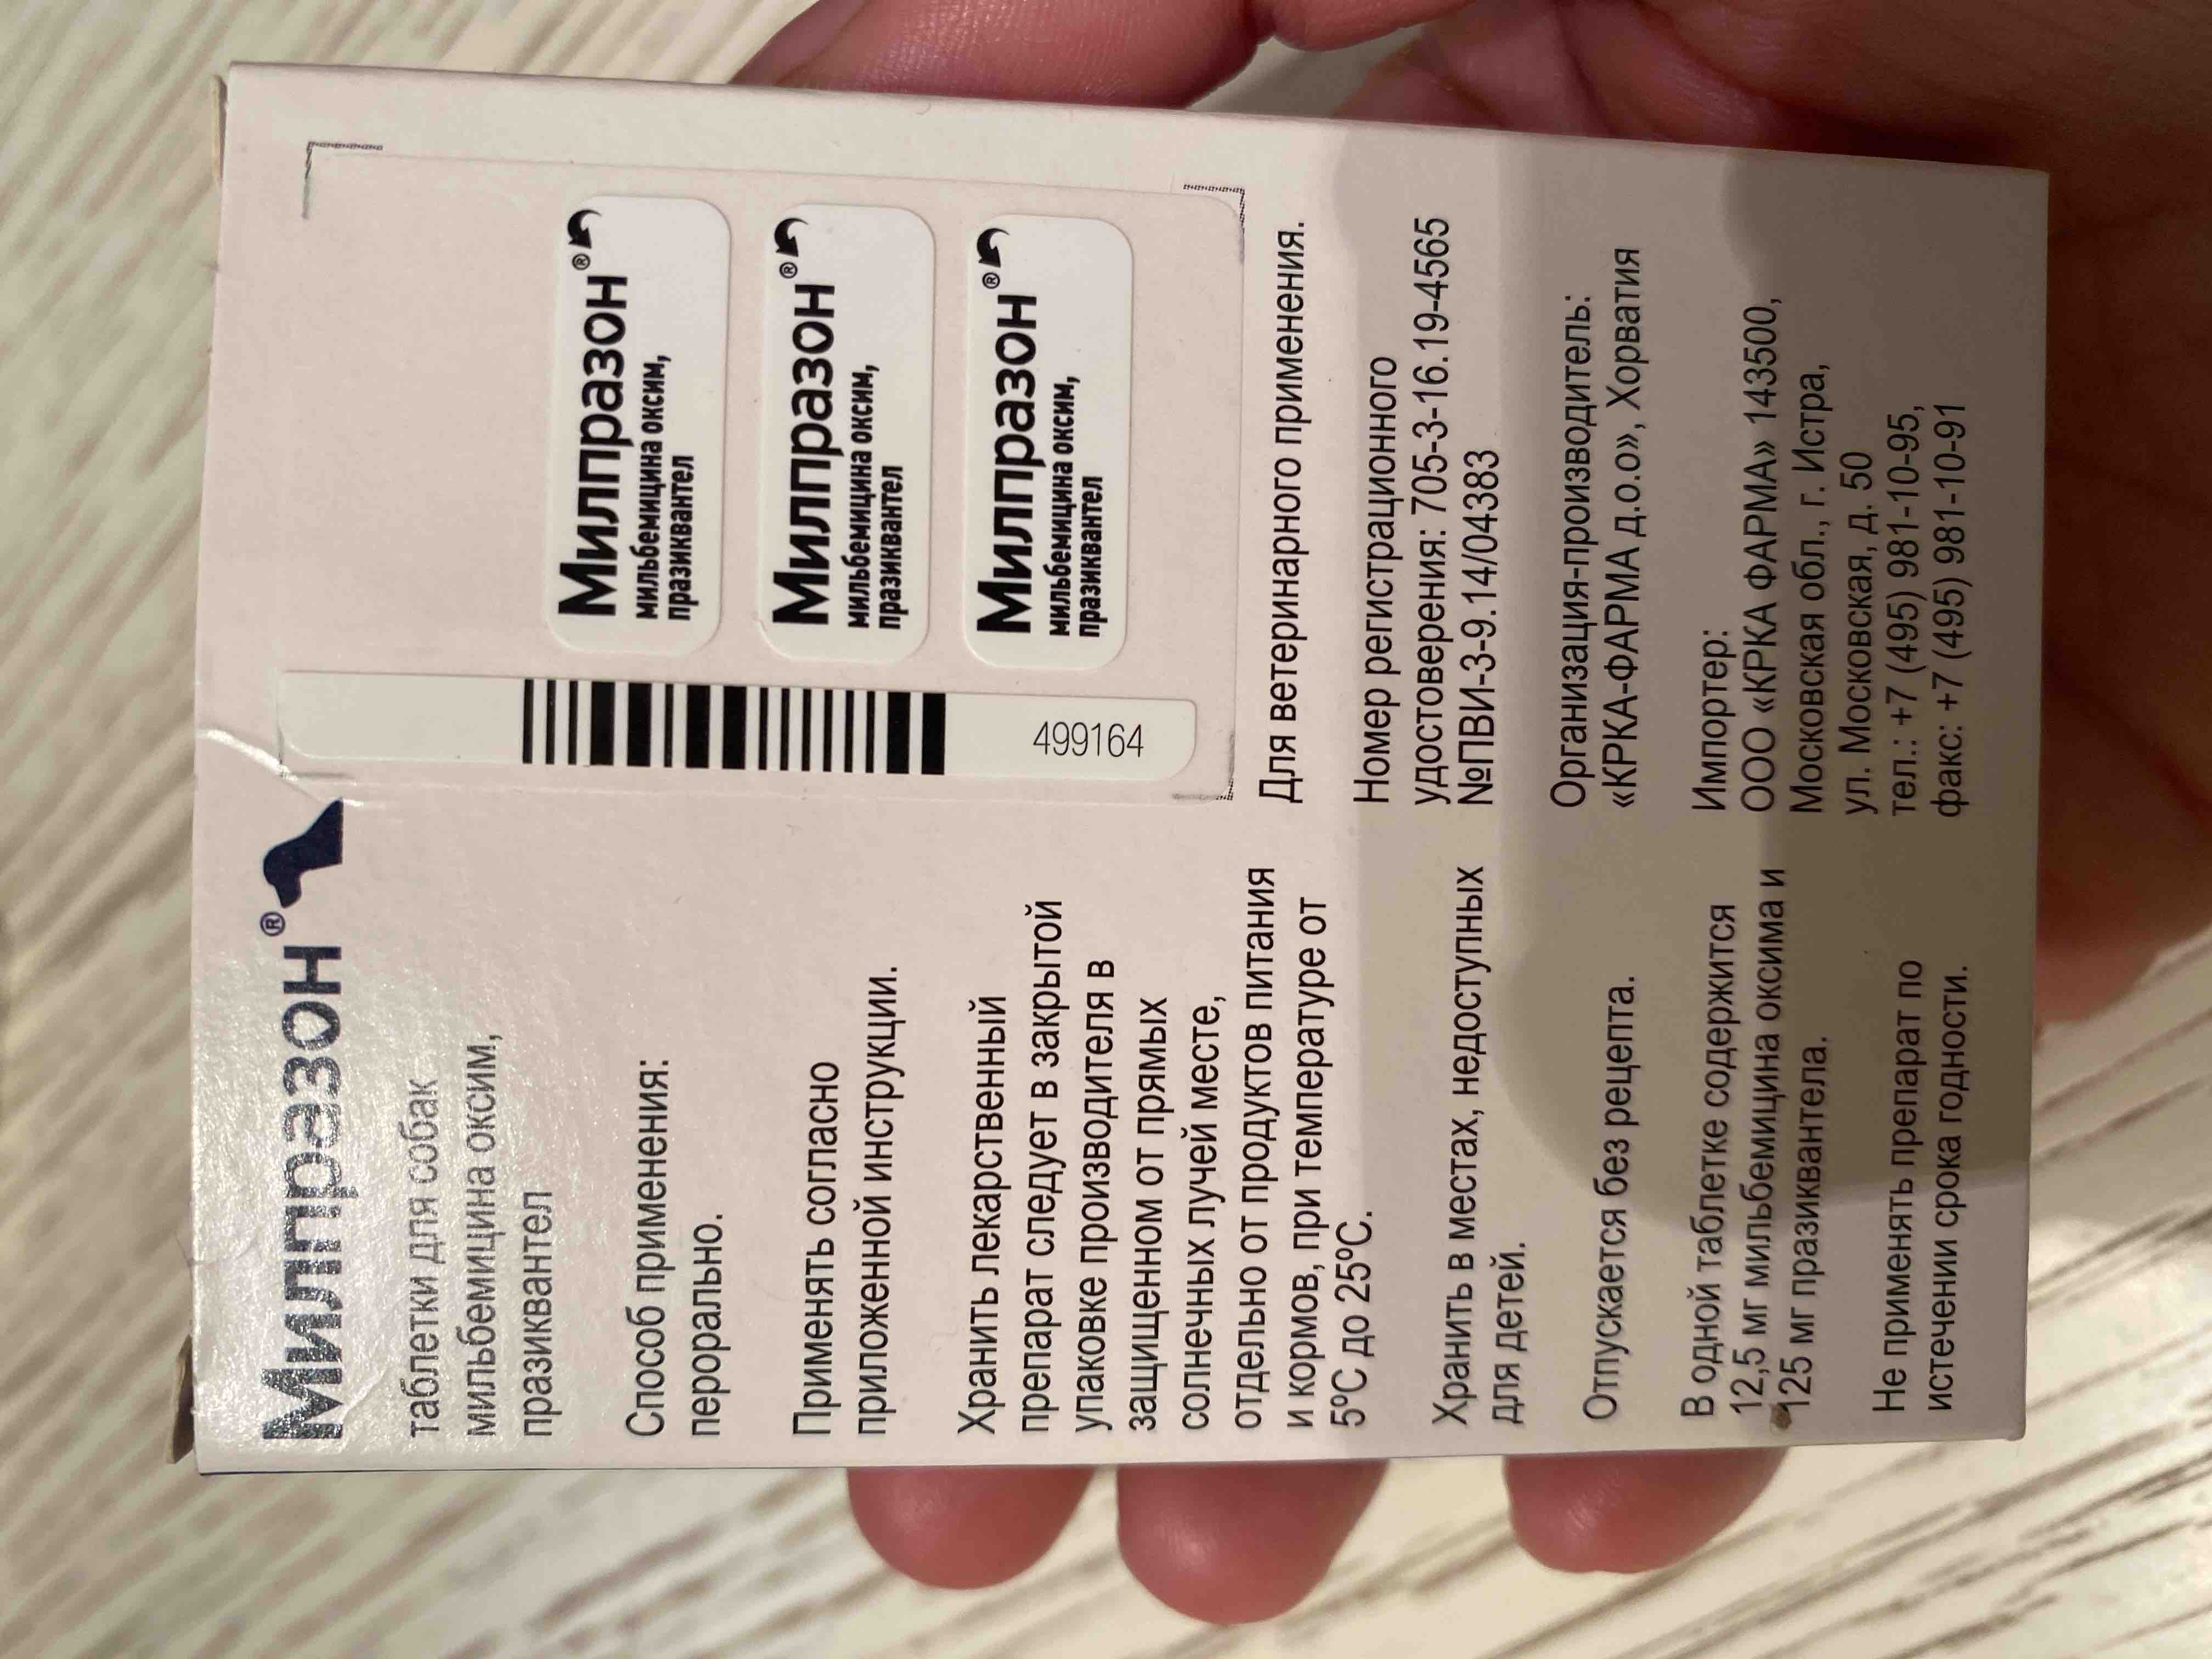 Милпразон®
таблетки для собак
мильбемицина оксим,
празиквантел
Способ применения:
перорально.
Применять согласно
приложенной инструкции.
Хранить лекарственный
препарат следует в закрытой
упаковке производителя в
защищенном от прямых
солнечных лучей месте,
отдельно от продуктов питания
и кормов, при температуре от
5°С до 25°С.
Хранить в местах, недоступных
для детей.
Отпускается без рецепта.
В одной таблетке содержится
12,5 мг мильбемицина оксима и
125 мг празиквантела.
Не применять препарат по
истечении срока годности.
499164
Милпразон®
мильбемицина оксим,
празиквантел
Милпразон®
мильбемицина оксим,
празиквантел
Милпразон®
мильбемицина оксим,
празиквантел
Для ветеринарного применения.
Номер регистрационного
удостоверения: 705-3-16.19-4565
№ПВИ-3-9.14/04383
Организация-производитель:
«КРКА-ФАРМА д.о.о», Хорватия
Импортер:
ООО «КРКА ФАРМА» 143500,
Московская обл., г. Истра,
ул. Московская, д. 50
тел.: +7 (495) 981-10-95,
факс: +7 (495) 981-10-91